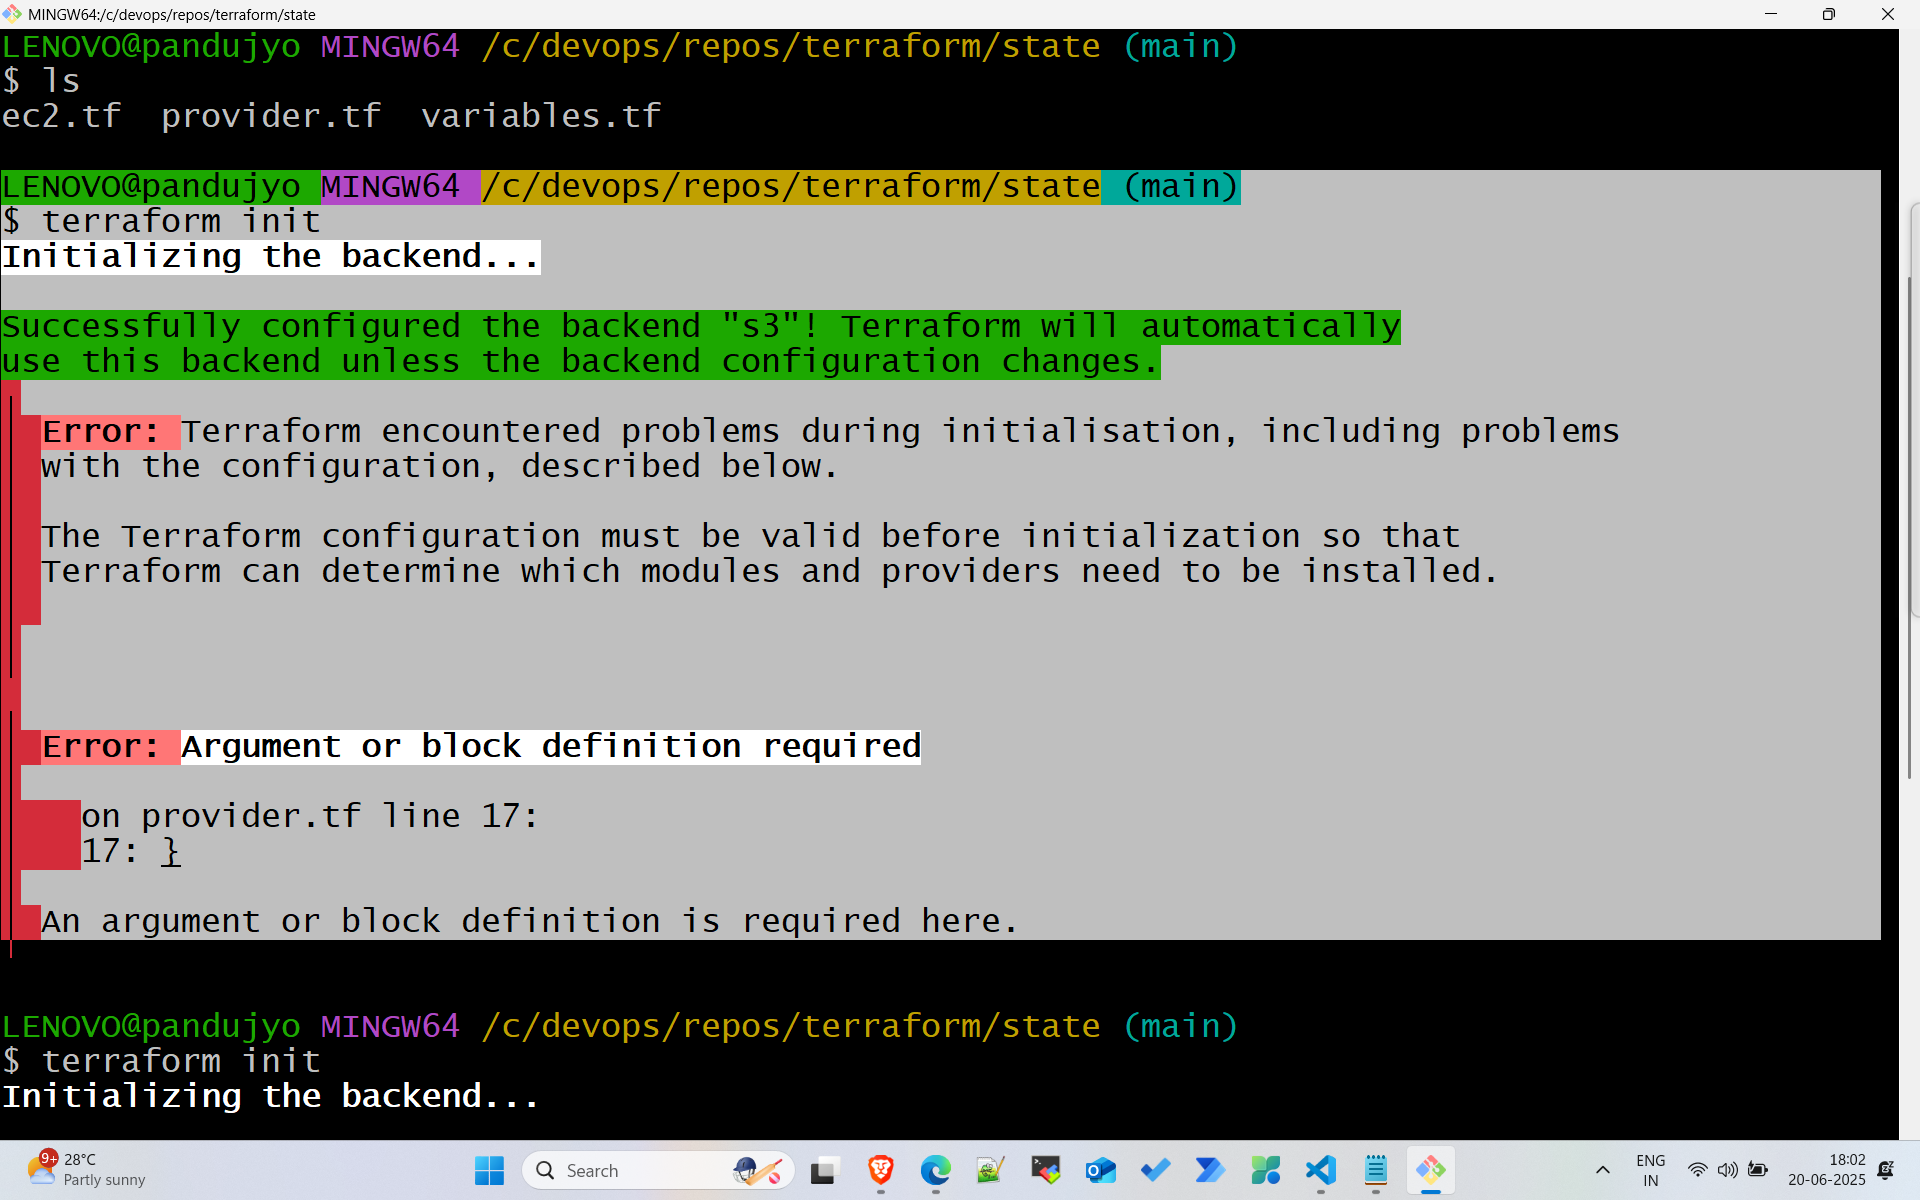 MINGW64:/c/devops/repos/terraform/state
LENOVO@pandujyo MINGW64 /c/devops/repos/terraform/state (main)
$ ls
ec2.tf  provider.tf  variables.tf
LENOVO@pandujyo MINGW64 /c/devops/repos/terraform/state (main)
$ terraform init
Initializing the backend...
Successfully configured the backend "s3"! Terraform will automatically
use this backend unless the backend configuration changes.
Error: Terraform encountered problems during initialisation, including problems
with the configuration, described below.
The Terraform configuration must be valid before initialization so that
Terraform can determine which modules and providers need to be installed.
Error: Argument or block definition required
on provider.tf line 17:
17: }
An argument or block definition is required here.
LENOVO@pandujyo MINGW64 /c/devops/repos/terraform/state (main)
$ terraform init
Initializing the backend...
9+
28°C
Partly sunny
Search
ENG
IN
18:02
20-06-2025